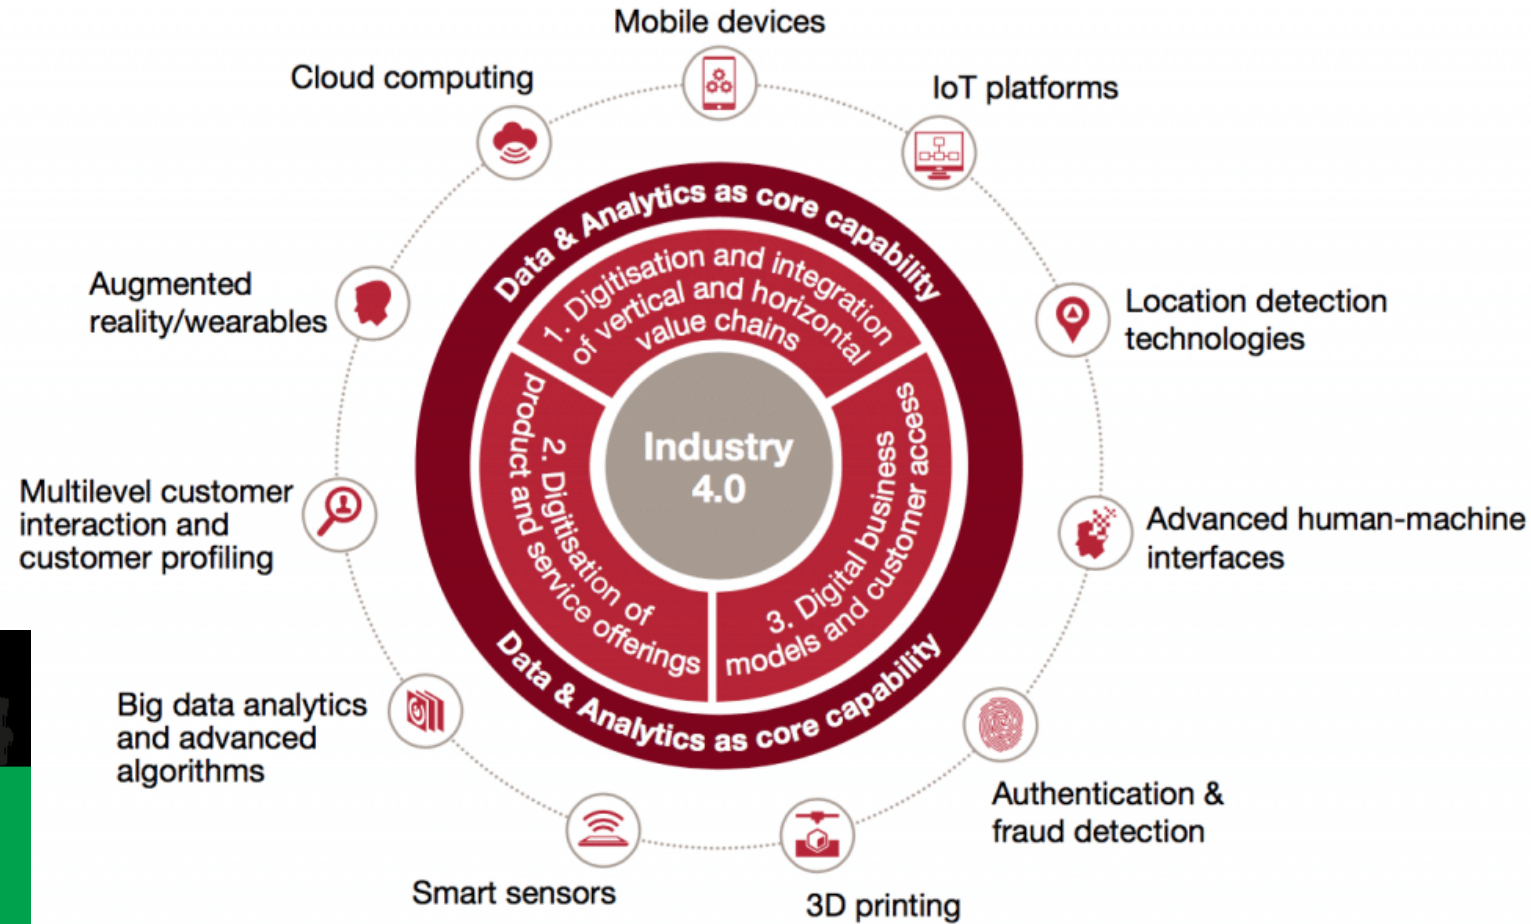 Mobile devices
Cloud computing
IoT platforms
Data & Analytics as core capability
1. Digitisation and integration
of vertical and horizontal
value chains
Augmented
reality/wearables
Location detection
technologies
Industry
4.0
2. Digitisation of
product and service offerings
3. Digital business
models and customer access
Multilevel customer
interaction and
customer profiling
Advanced human-machine
interfaces
Data & Analytics as core capability
Big data analytics
and advanced
algorithms
Authentication &
fraud detection
Smart sensors
3D printing